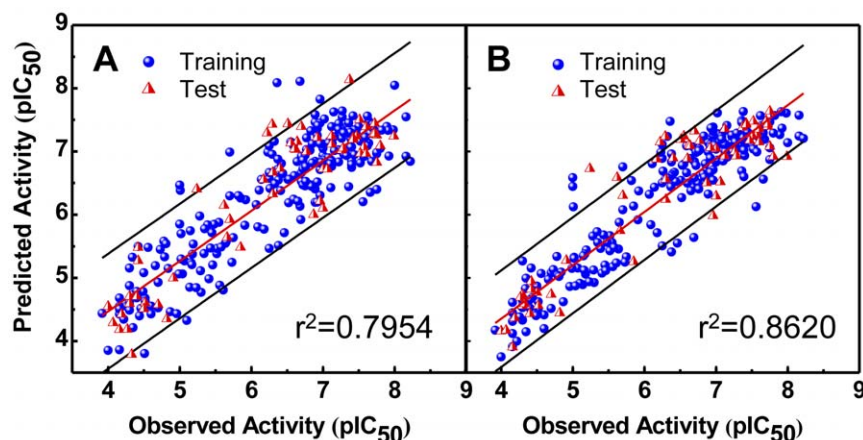 Predicted Activity (pIC50)
9
8
7
6
5
4
A
Training
Test
r²=0.7954
B
Training
Test
r²=0.8620
4 5 6 7 8 9 4 5 6 7 8 9
Observed Activity (pIC50) Observed Activity (pIC50)